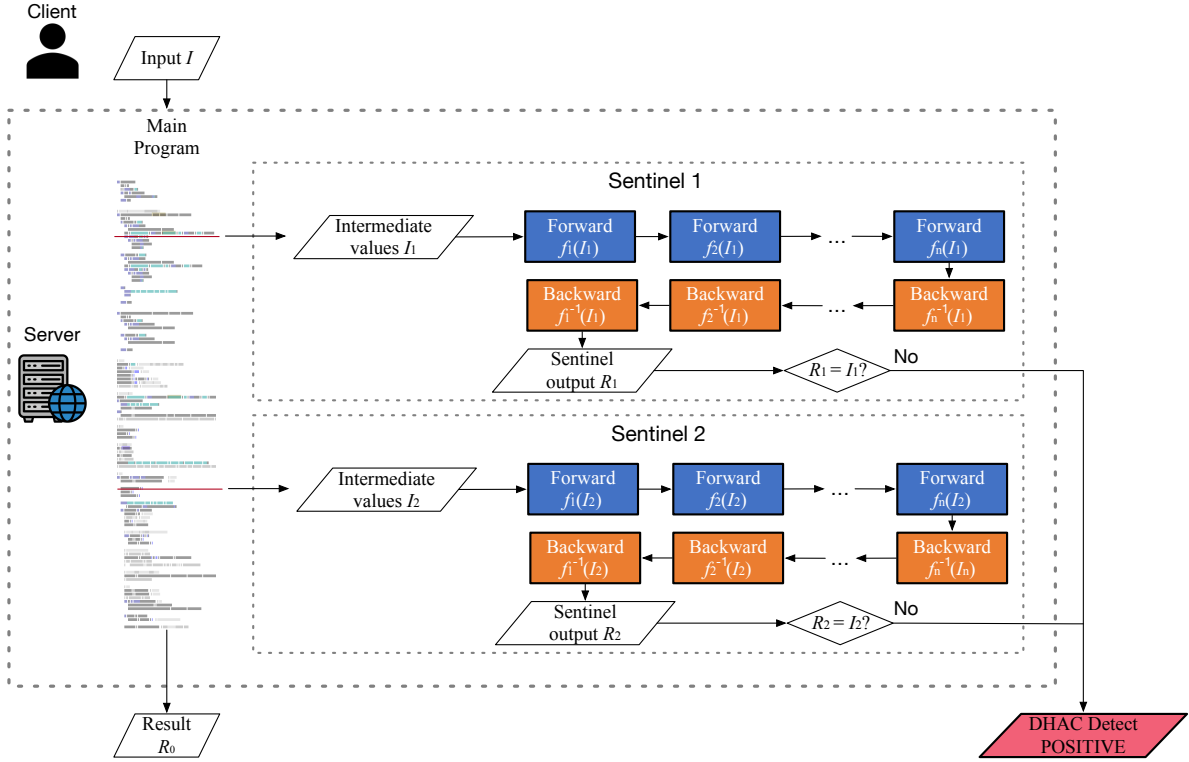 Client
Input I
Main
Program
Sentinel 1
Intermediate
values I₁
Forward
f₁(I₁)
Forward
f₂(I₁)
...
Forward
fₙ(I₁)
Backward
f₁⁻¹(I₁)
Backward
f₂⁻¹(I₁)
...
Backward
fₙ⁻¹(I₁)
Server
Sentinel
output R₁
R₁ = I₁?
No
Sentinel 2
Intermediate
values I₂
Forward
f₁(I₂)
Forward
f₂(I₂)
...
Forward
fₙ(I₂)
Backward
f₁⁻¹(I₂)
Backward
f₂⁻¹(I₂)
...
Backward
fₙ⁻¹(Iₙ)
Sentinel
output R₂
R₂ = I₂?
No
Result
R₀
DHAC Detect
POSITIVE